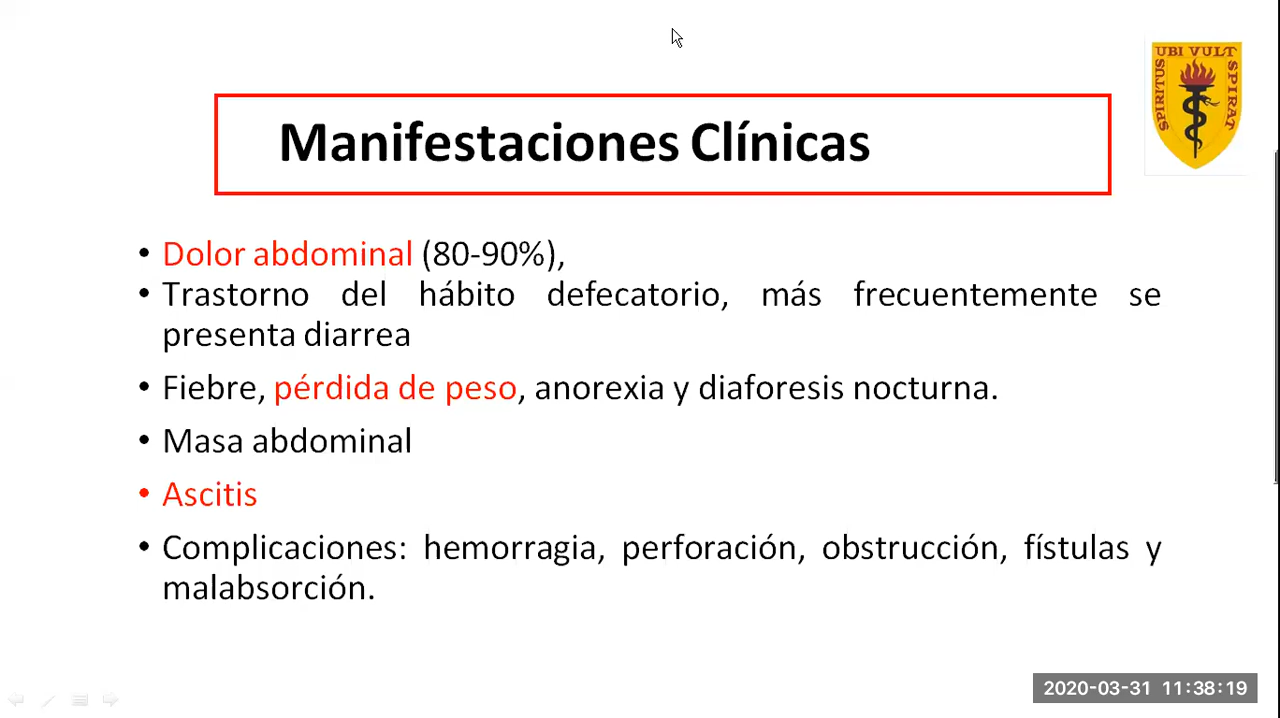 SPIRITUS UBI VULT SPIRAT
Manifestaciones Clínicas
• Dolor abdominal (80-90%),
• Trastorno del hábito defecatorio, más frecuentemente se
presenta diarrea
• Fiebre, pérdida de peso, anorexia y diaforesis nocturna.
• Masa abdominal
• Ascitis
• Complicaciones: hemorragia, perforación, obstrucción, fístulas y
malabsorción.
2020-03-31 11:38:19